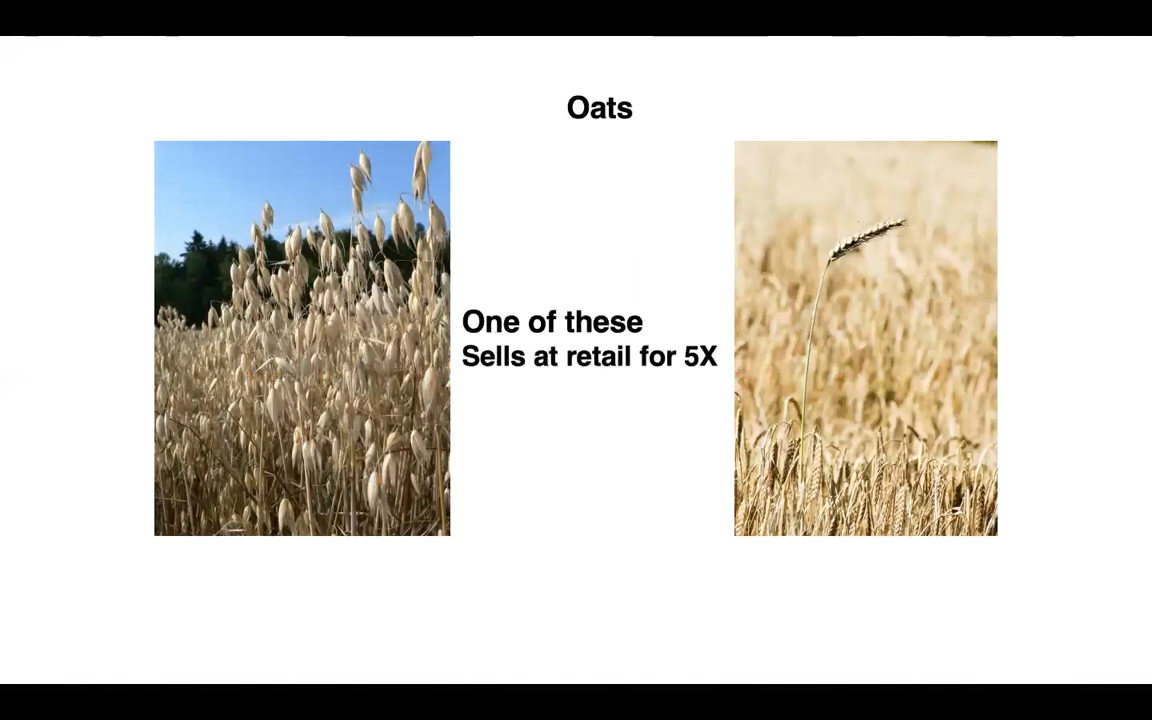 Oats
One of these
Sells at retail for 5X